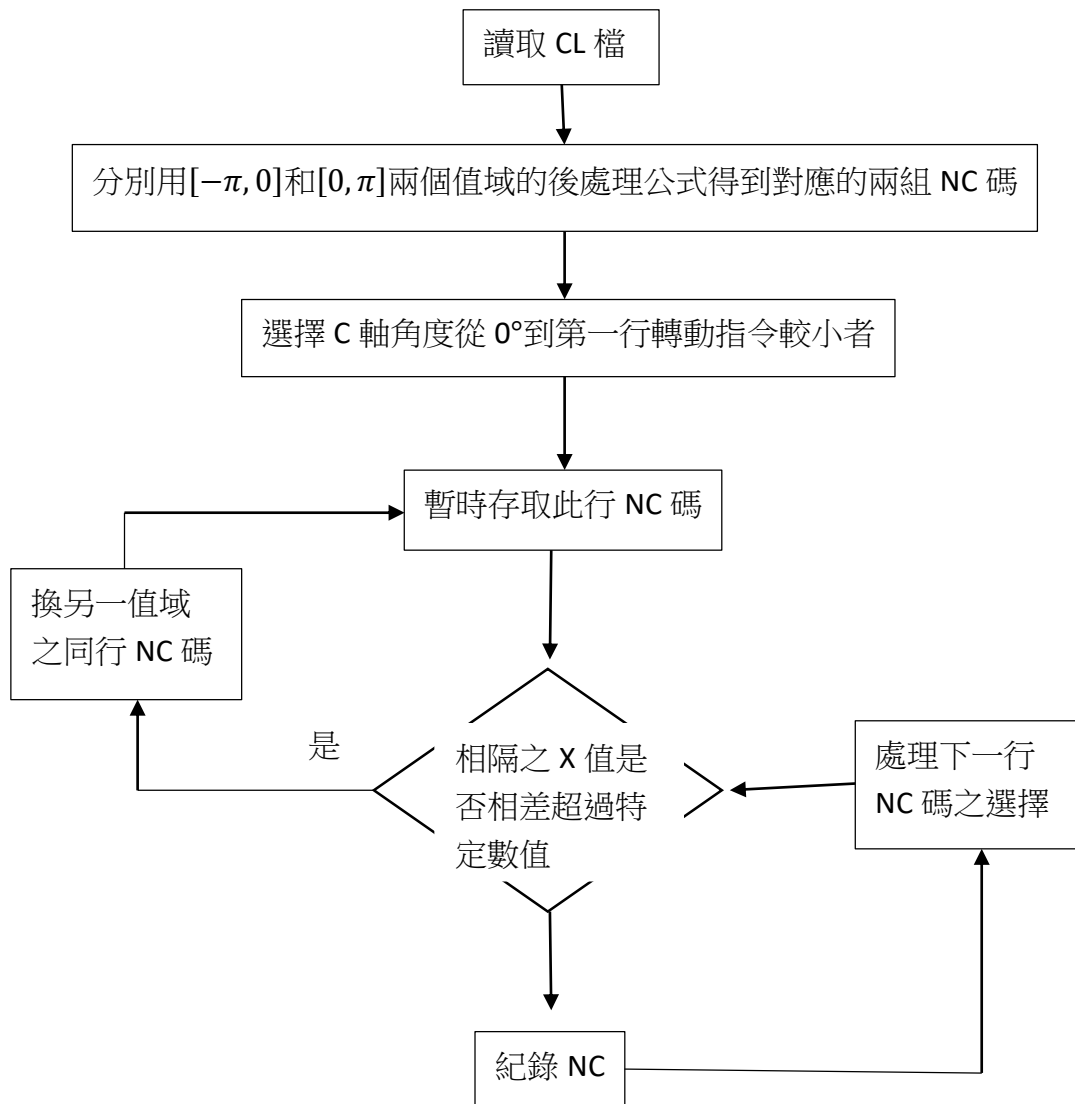 讀取 CL 檔
分別用[−π, 0]和[0, π]兩個值域的後處理公式得到對應的兩組 NC 碼
選擇 C 軸角度從 0°到第一行轉動指令較小者
暫時存取此行 NC 碼
換另一值域
之同行 NC 碼
是
相隔之 X 值是
否相差超過特
定數值
處理下一行
NC 碼之選擇
紀錄 NC